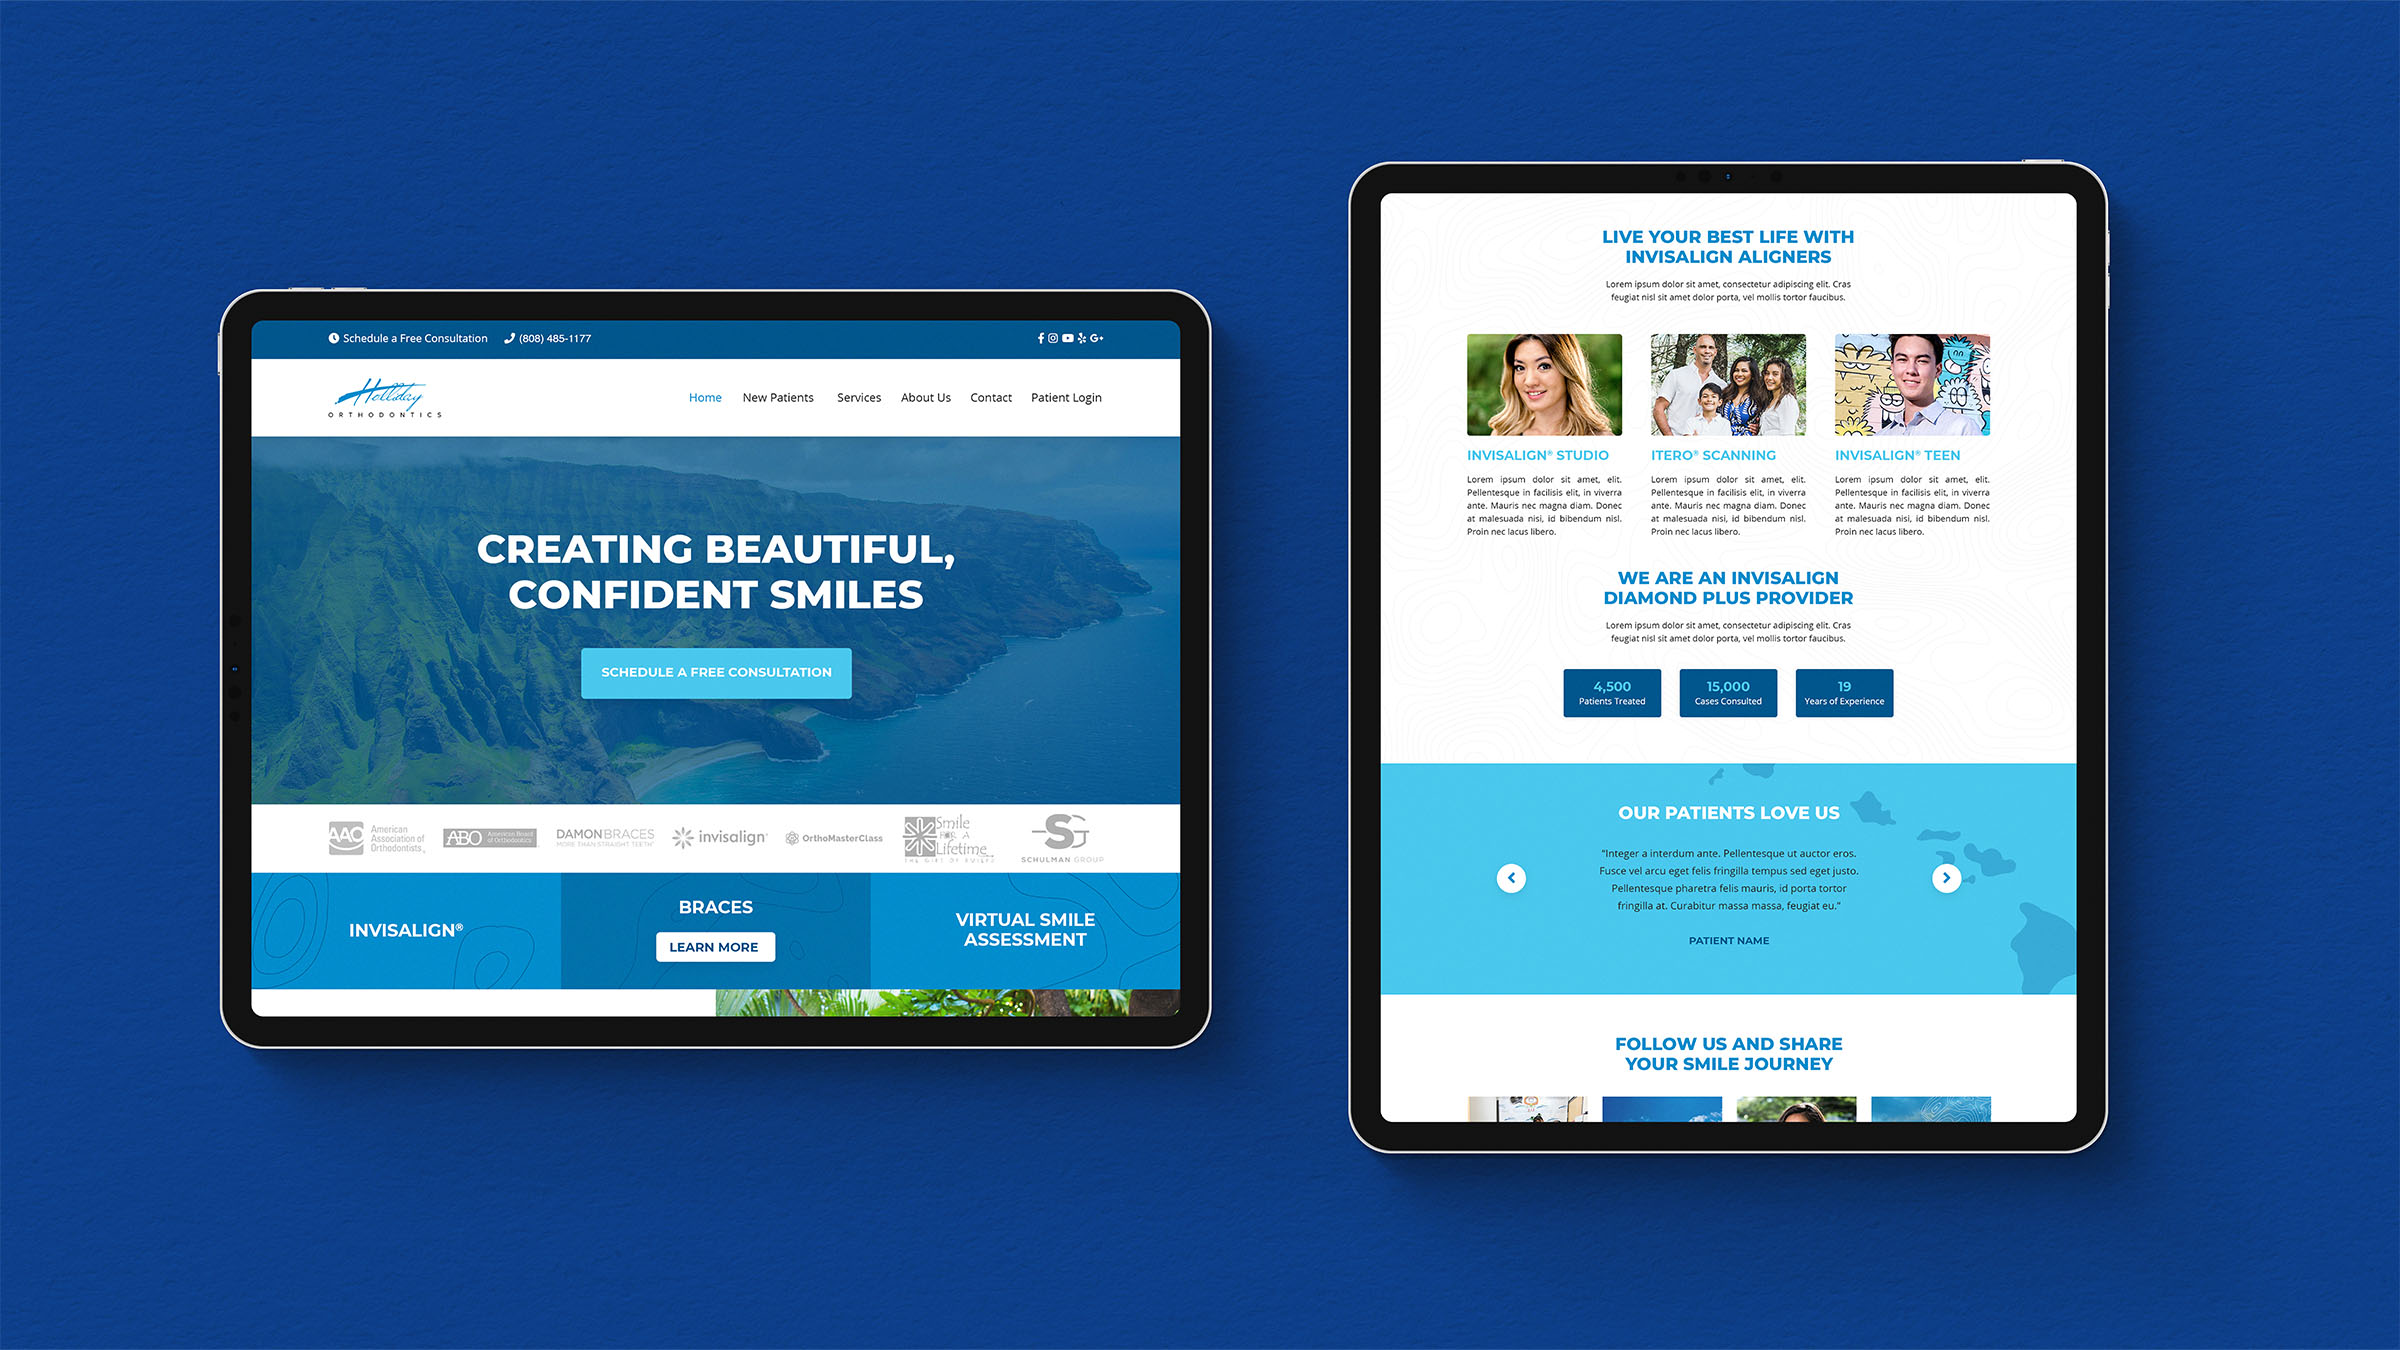 Schedule a Free Consultation
(808) 485-1177
Holliday
ORTHODONTICS
Home
New Patients
Services
About Us
Contact
Patient Login
CREATING BEAUTIFUL,
CONFIDENT SMILES
SCHEDULE A FREE CONSULTATION
AAO
American
Association of
Orthodontists
ABO
American Board
of Orthodontics
DAMONBRACES
MORE THAN STRAIGHT TEETH
invisalign
OrthoMasterClass
Smile
FOR A
Lifetime
THE GIFT OF SMILES
SG
SCHULMAN GROUP
INVISALIGN®
BRACES
LEARN MORE
VIRTUAL SMILE
ASSESSMENT
LIVE YOUR BEST LIFE WITH
INVISALIGN ALIGNERS
Lorem ipsum dolor sit amet, consectetur adipiscing elit. Cras
feugiat nisl sit amet dolor porta, vel mollis tortor faucibus.
INVISALIGN® STUDIO
Lorem ipsum dolor sit amet, elit.
Pellentesque in facilisis elit, in viverra
ante. Mauris nec magna diam. Donec
at malesuada nisi, id bibendum nisl.
Proin nec lacus libero.
ITERO® SCANNING
Lorem ipsum dolor sit amet, elit.
Pellentesque in facilisis elit, in viverra
ante. Mauris nec magna diam. Donec
at malesuada nisi, id bibendum nisl.
Proin nec lacus libero.
INVISALIGN® TEEN
Lorem ipsum dolor sit amet, elit.
Pellentesque in facilisis elit, in viverra
ante. Mauris nec magna diam. Donec
at malesuada nisi, id bibendum nisl.
Proin nec lacus libero.
WE ARE AN INVISALIGN
DIAMOND PLUS PROVIDER
Lorem ipsum dolor sit amet, consectetur adipiscing elit. Cras
feugiat nisl sit amet dolor porta, vel mollis tortor faucibus.
4,500
Patients Treated
15,000
Cases Consulted
19
Years of Experience
OUR PATIENTS LOVE US
"Integer a interdum ante. Pellentesque ut auctor eros.
Fusce vel arcu eget felis fringilla tempus sed eget justo.
Pellentesque pharetra felis mauris, id porta tortor
fringilla at. Curabitur massa massa, feugiat eu."
PATIENT NAME
FOLLOW US AND SHARE
YOUR SMILE JOURNEY